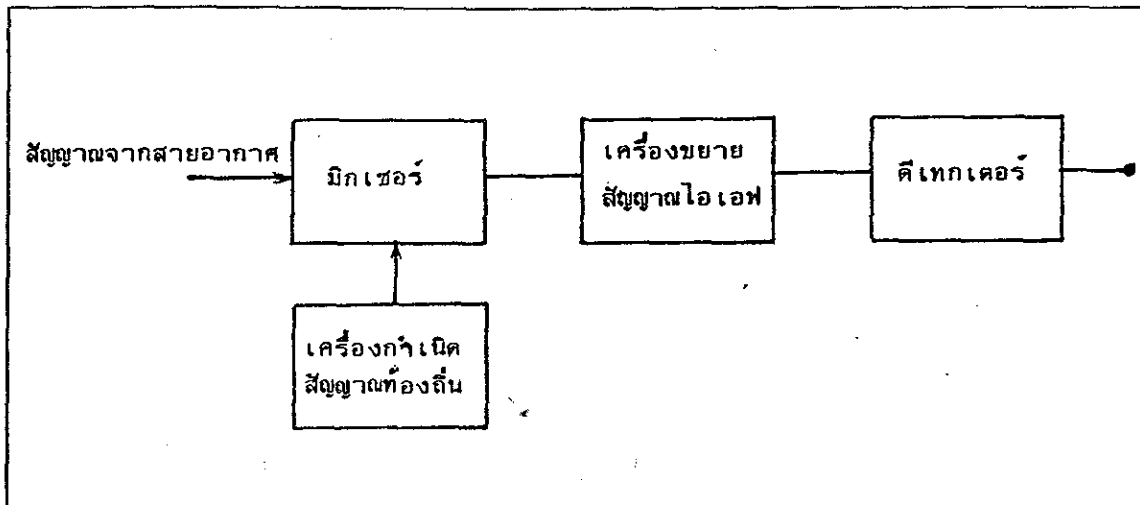 สัญญาณจากสายอากาศ
มิกเซอร์
เครื่องขยาย
สัญญาณไอเอฟ
ดีเทกเตอร์
เครื่องกำเนิด
สัญญาณท้องถิ่น